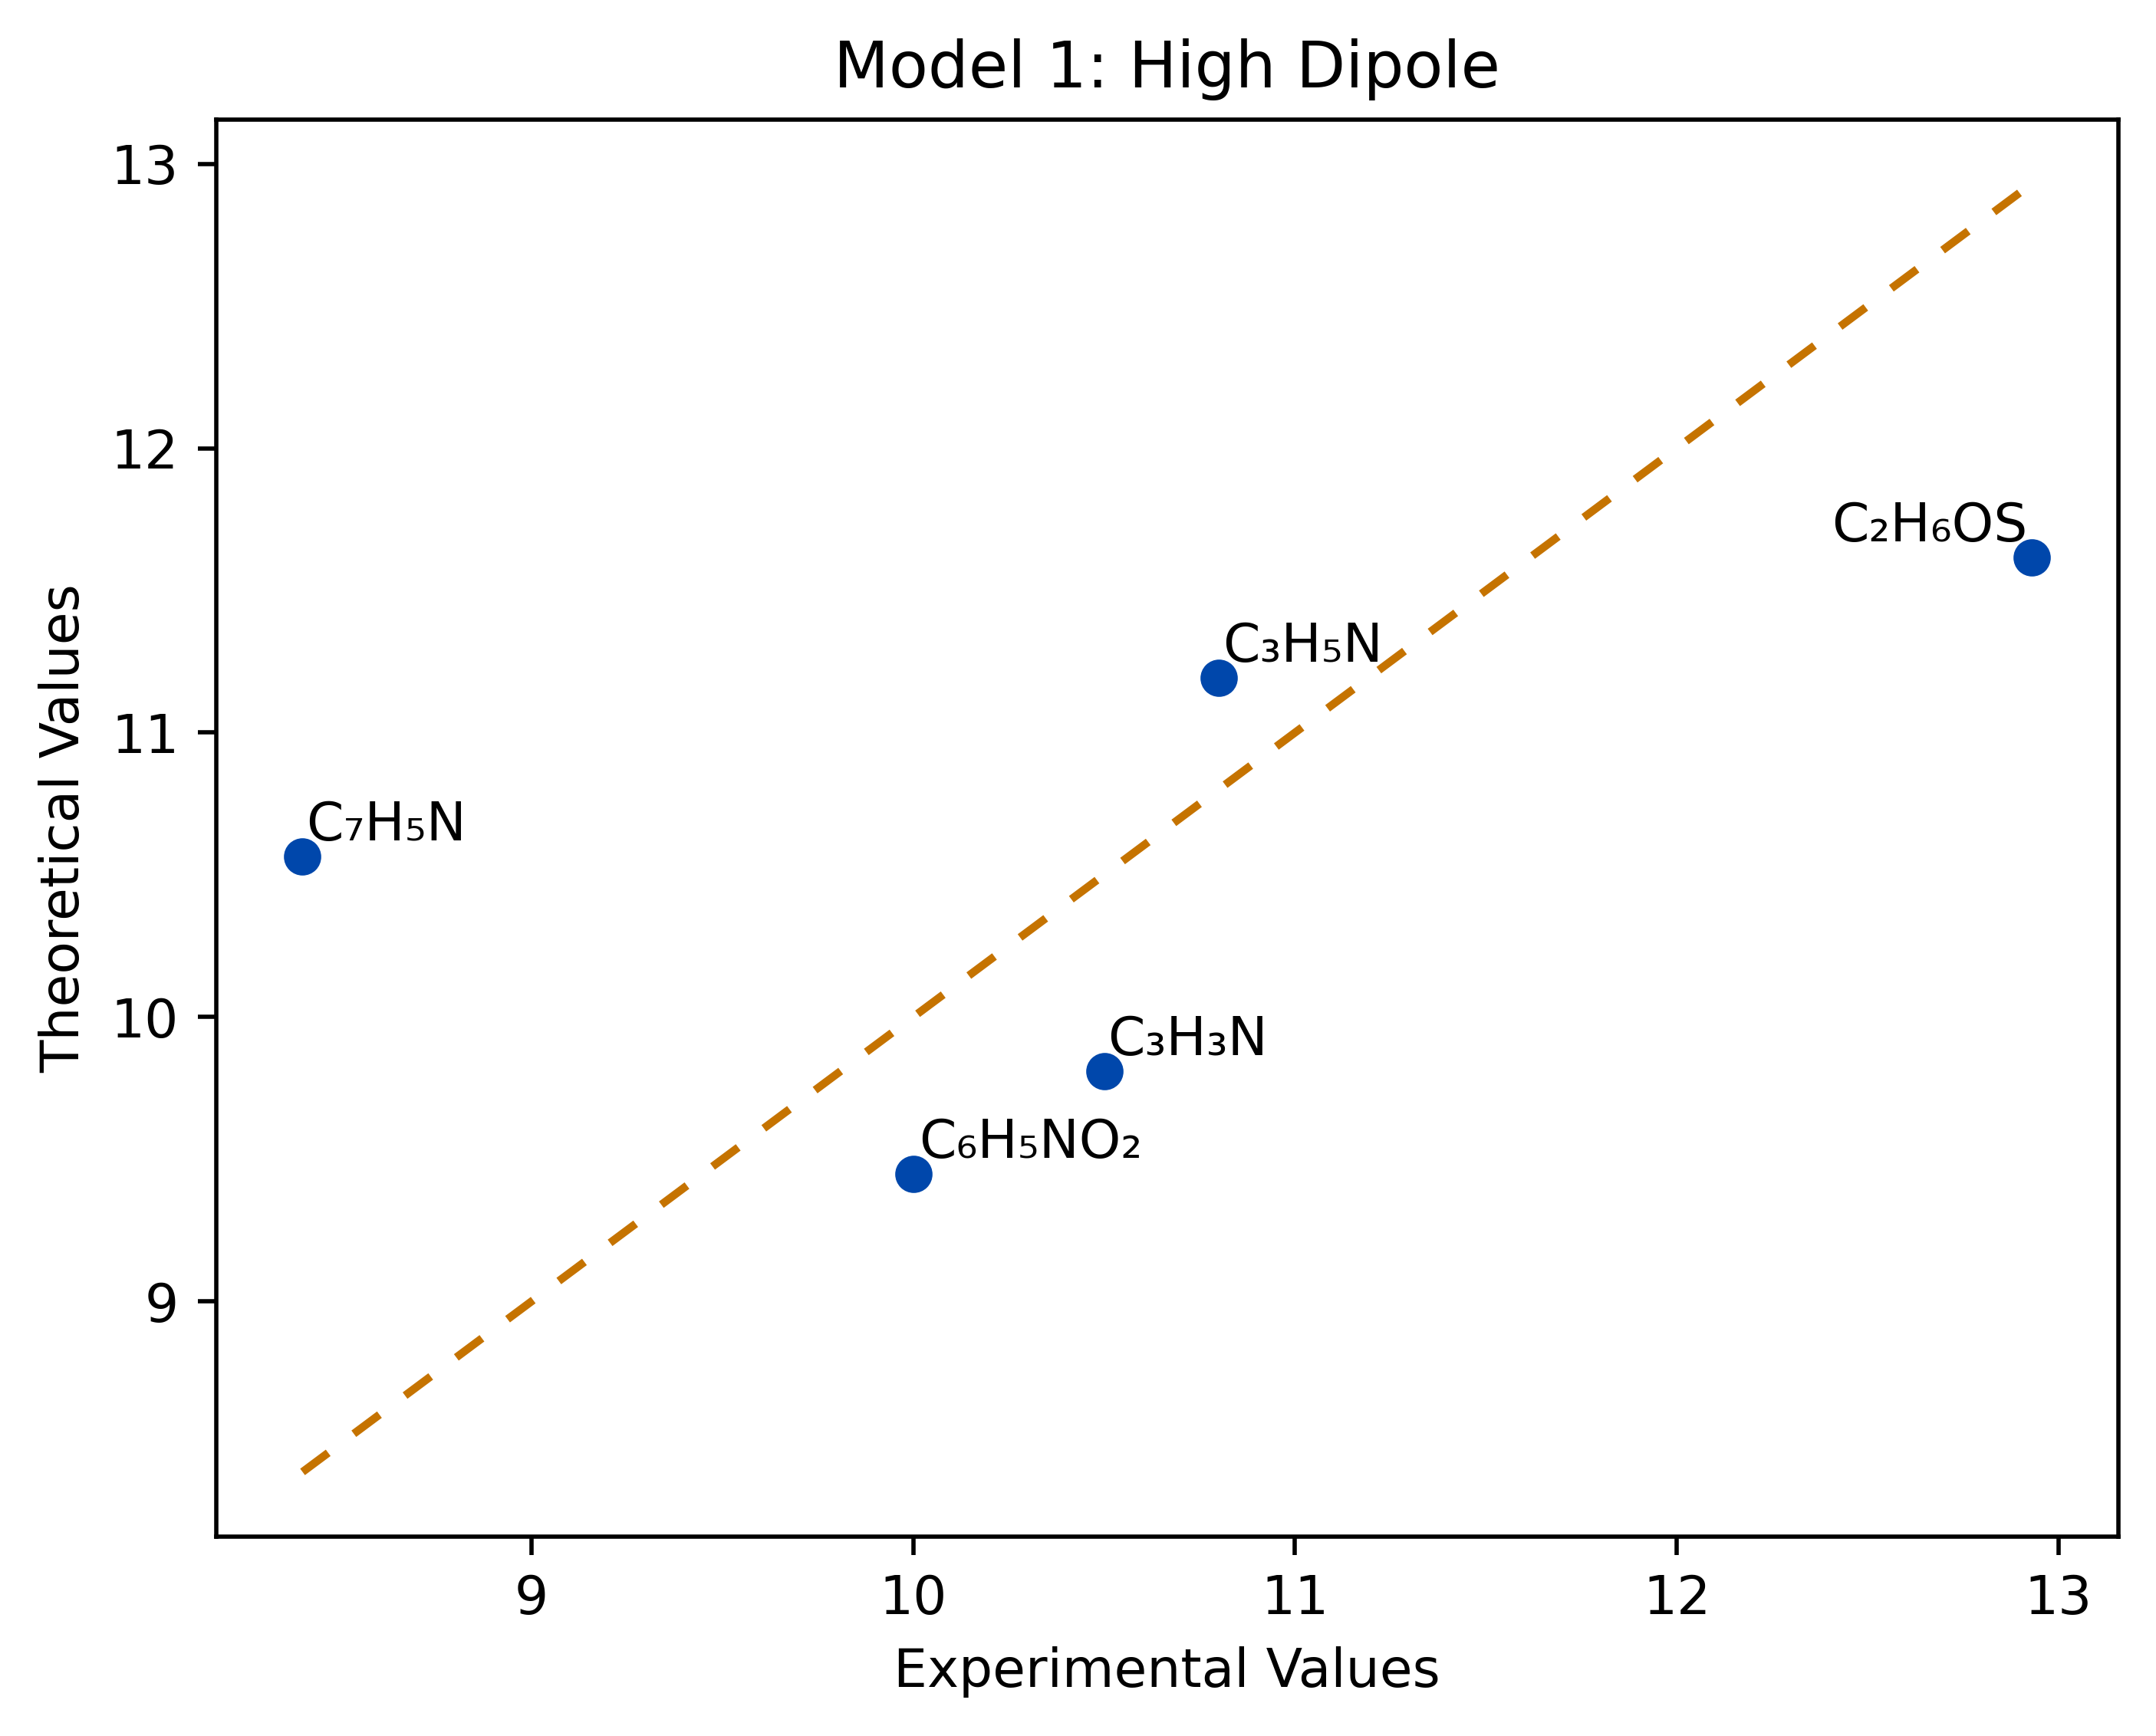 Model 1: High Dipole
13
12
11
10
9
Theoretical Values
C₂H₆OS
C₃H₅N
C₇H₅N
C₃H₃N
C₆H₅NO₂
9 10 11 12 13
Experimental Values